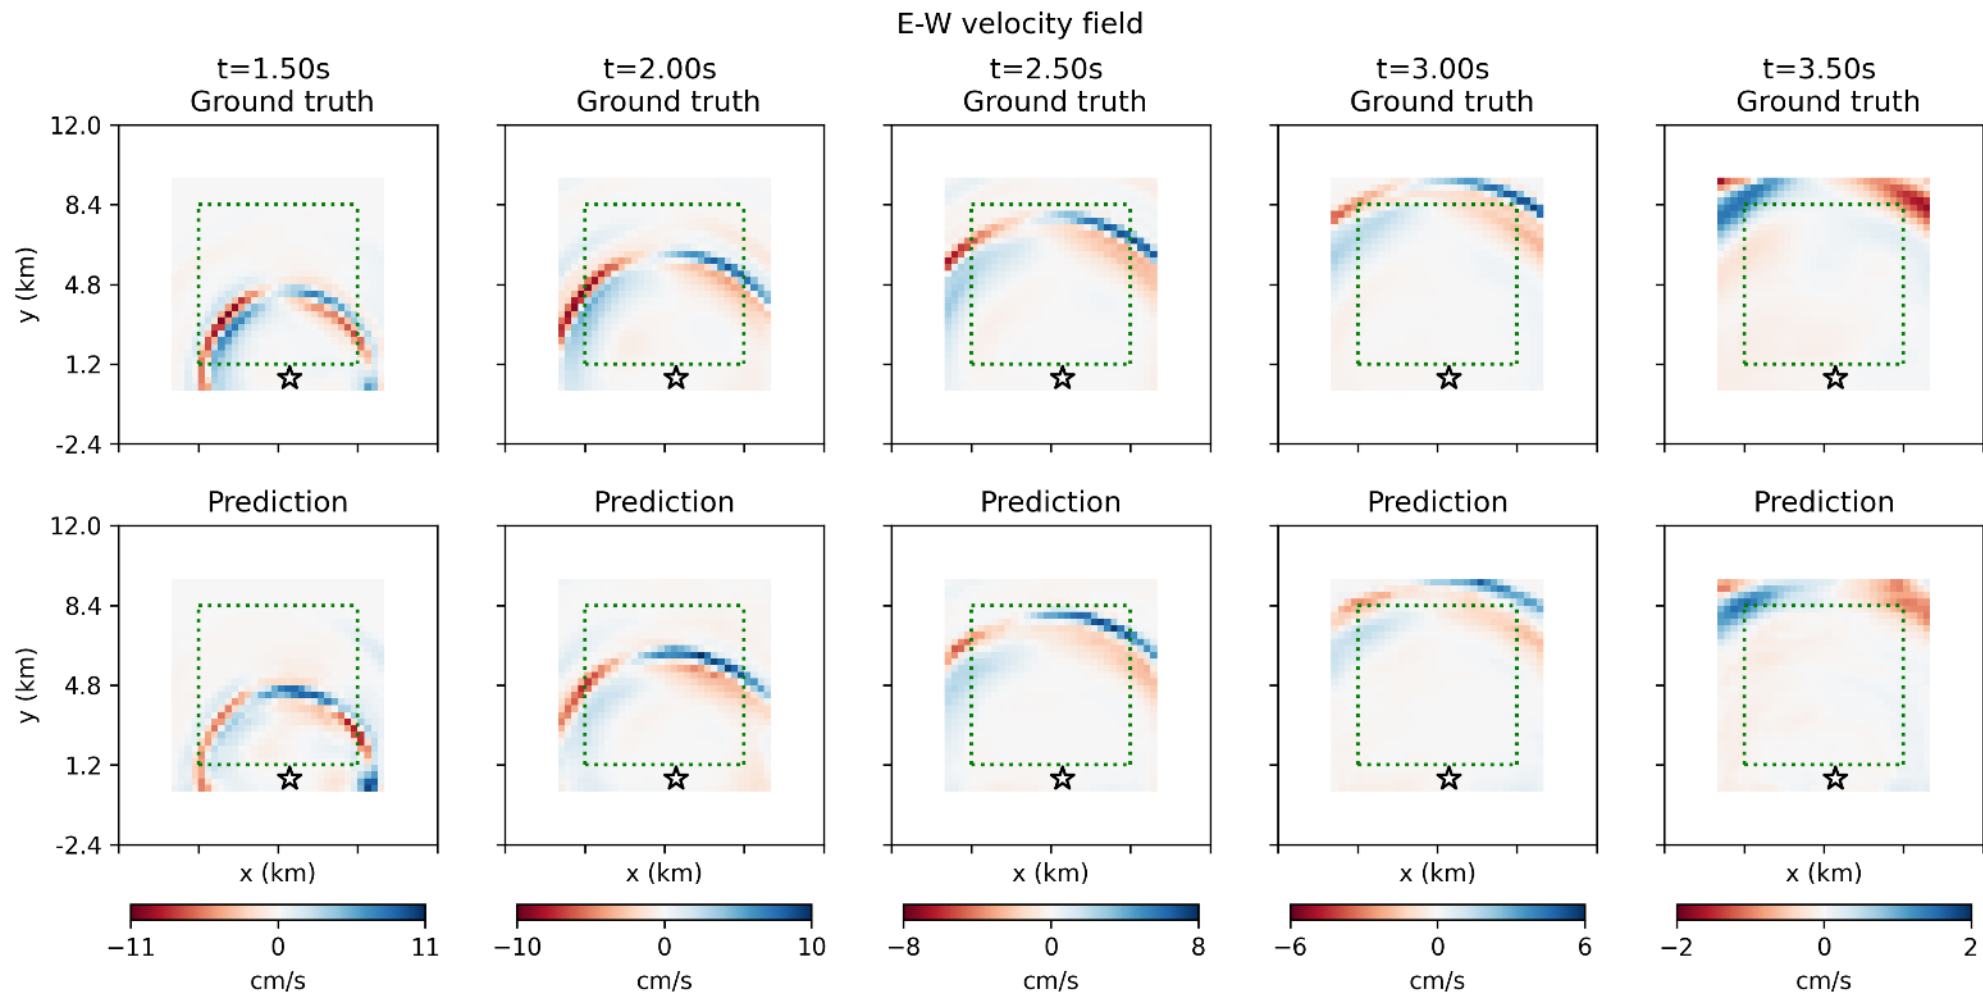 E-W velocity field
t=1.50s t=2.00s t=2.50s t=3.00s t=3.50s
Ground truth Ground truth Ground truth Ground truth Ground truth
12.0
8.4
4.8
1.2
-2.4
y (km)
Prediction Prediction Prediction Prediction Prediction
12.0
8.4
4.8
1.2
-2.4
y (km)
x (km) x (km) x (km) x (km) x (km)
−11 0 11 −10 0 10 −8 0 8 −6 0 6 −2 0 2
cm/s cm/s cm/s cm/s cm/s